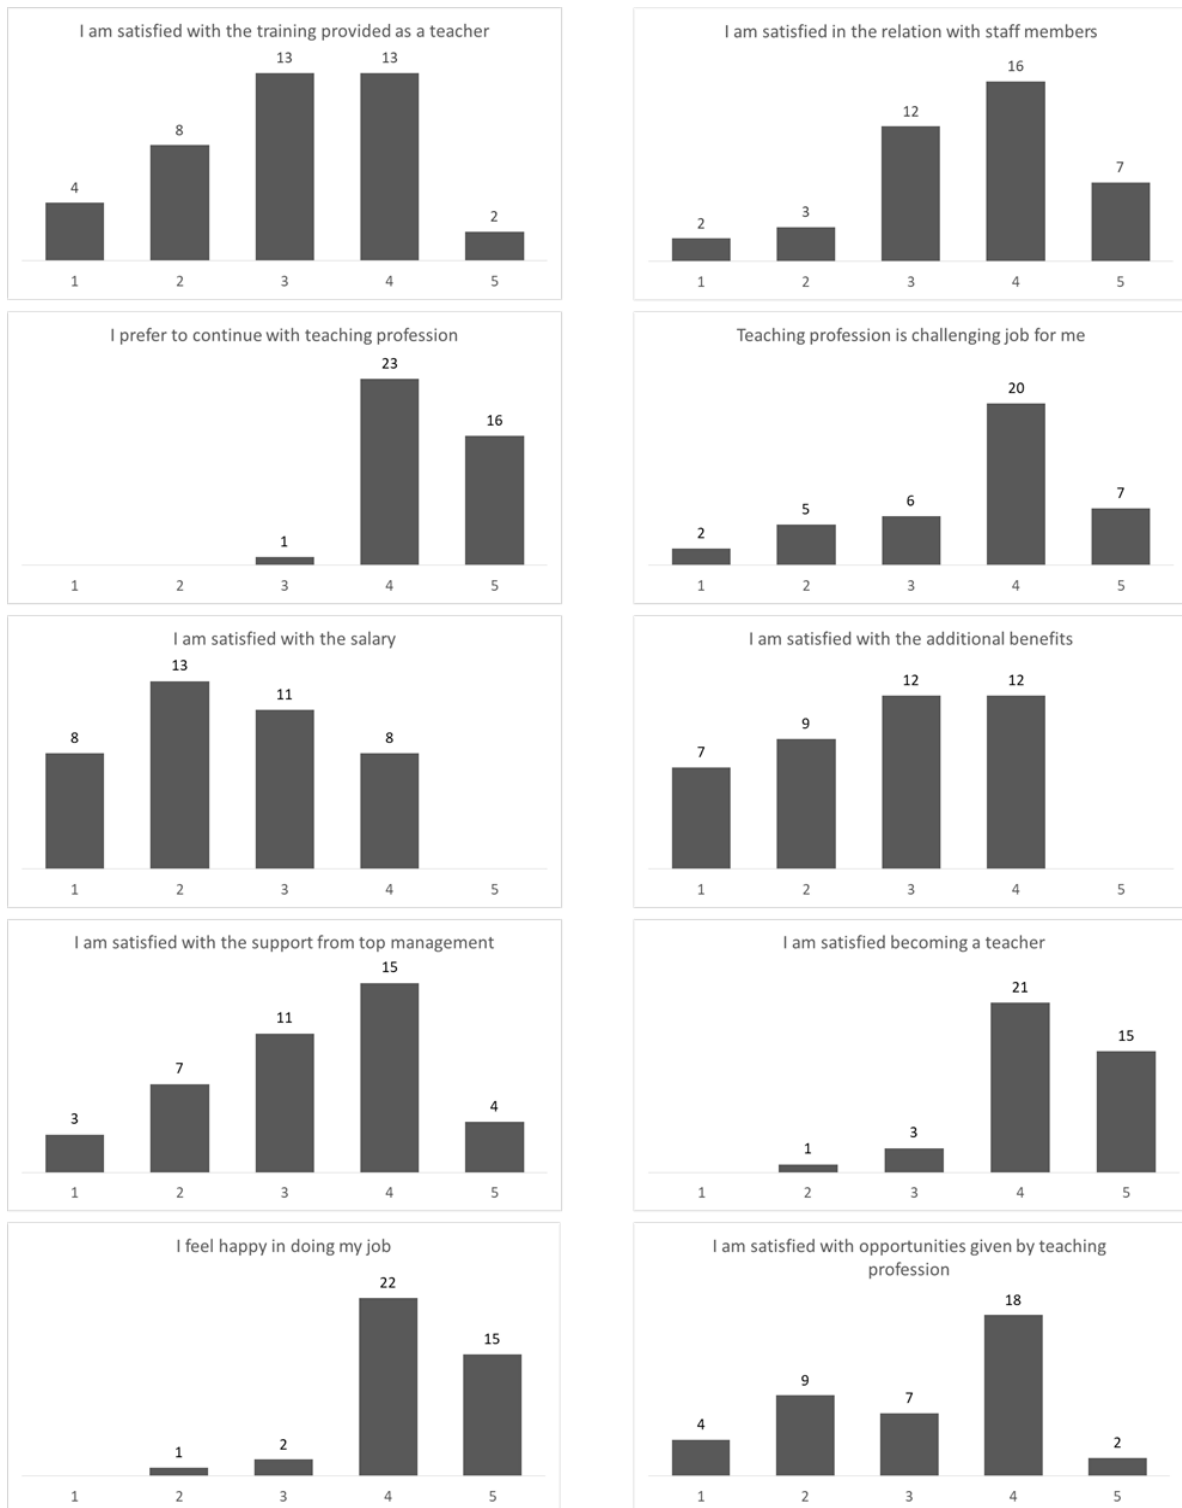 I am satisfied with the training provided as a teacher
13 13
8
4
2
1 2 3 4 5
I am satisfied in the relation with staff members
16
12
7
3
2
1 2 3 4 5
I prefer to continue with teaching profession
23
16
1
1 2 3 4 5
Teaching profession is challenging job for me
20
7
6
5
2
1 2 3 4 5
I am satisfied with the salary
13
11
8 8
1 2 3 4 5
I am satisfied with the additional benefits
12 12
9
7
1 2 3 4 5
I am satisfied with the support from top management
15
11
7
4
3
1 2 3 4 5
I am satisfied becoming a teacher
21
15
3
1
1 2 3 4 5
I feel happy in doing my job
22
15
2
1
1 2 3 4 5
I am satisfied with opportunities given by teaching
profession
18
9
7
4
2
1 2 3 4 5